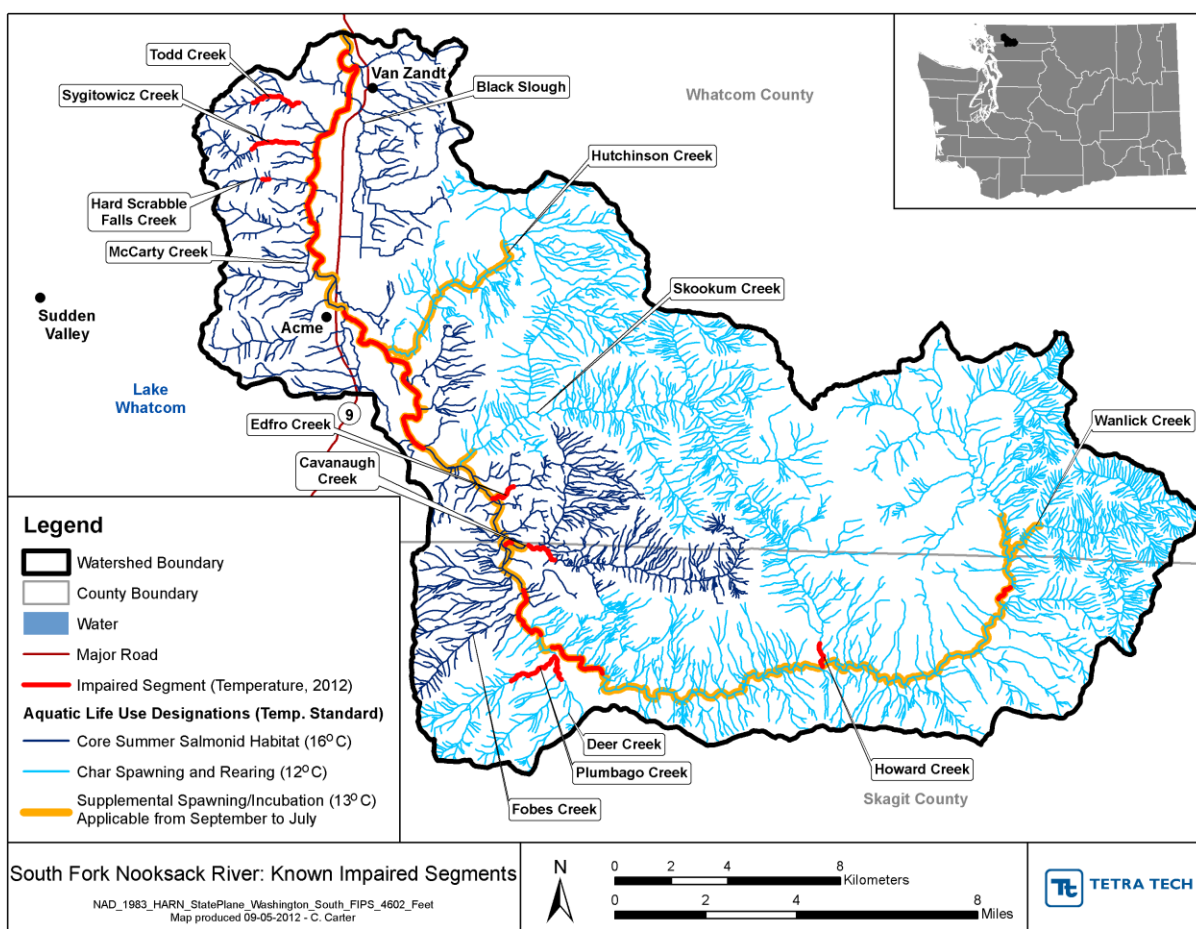 Todd Creek
Sygitowicz Creek
Hard Scrabble
Falls Creek
McCarty Creek
Van Zandt
Black Slough
Whatcom County
Hutchinson Creek
Skookum Creek
Sudden
Valley
Acme
Lake
Whatcom
9
Edfro Creek
Cavanaugh
Creek
Wanlick Creek
Deer Creek
Plumbago Creek
Fobes Creek
Howard Creek
Skagit County
Legend
Watershed Boundary
County Boundary
Water
Major Road
Impaired Segment (Temperature, 2012)
Aquatic Life Use Designations (Temp. Standard)
Core Summer Salmonid Habitat (16°C)
Char Spawning and Rearing (12°C)
Supplemental Spawning/Incubation (13°C)
Applicable from September to July
South Fork Nooksack River: Known Impaired Segments
NAD_1983_HARN_StatePlane_Washington_South_FIPS_4602_Feet
Map produced 09-05-2012 - C. Carter
N
0 2 4 8
Kilometers
0 2 4 8
Miles
Tt TETRA TECH